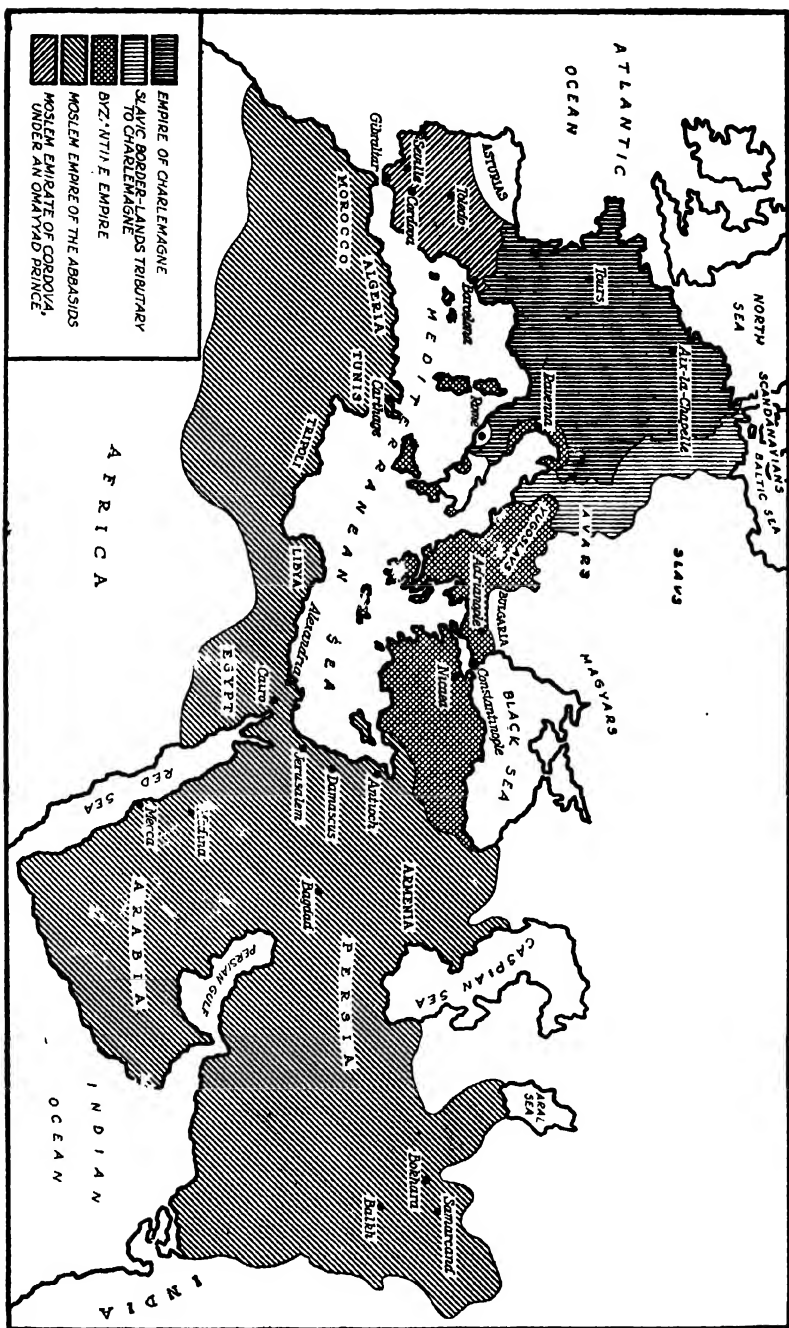 ATLANTIC
OCEAN
NORTH
SEA
SCANDANAVIANS
BALTIC SEA
Aix-la-Chapelle
SLAVS
Tours
AVARS
MAGYARS
ASTURIAS
Ravenna
YUGOSLAVS
BULGARIA
Adrianople
Constantinople
BLACK
SEA
CASPIAN SEA
ARAL
SEA
Toledo
Barcelona
Rome
Nicaea
ARMENIA
Bokhara
Samarcand
Balkh
Seville
Cordova
Gibraltar
MEDITERRANEAN
SEA
Antioch
Damascus
Jerusalem
Bagdad
PERSIA
MOROCCO
ALGERIA
TUNIS
Carthage
TRIPOLI
LIBYA
Alexandria
EGYPT
Cairo
RED SEA
Medina
Mecca
ARABIA
PERSIAN GULF
AFRICA
INDIAN
OCEAN
INDIA
EMPIRE OF CHARLEMAGNE
SLAVIC BORDER-LANDS TRIBUTARY
TO CHARLEMAGNE
BYZANTINE EMPIRE
MOSLEM EMPIRE OF THE ABBASIDS
MOSLEM EMIRATE OF CORDOVA,
UNDER AN OMAYYAD PRINCE.